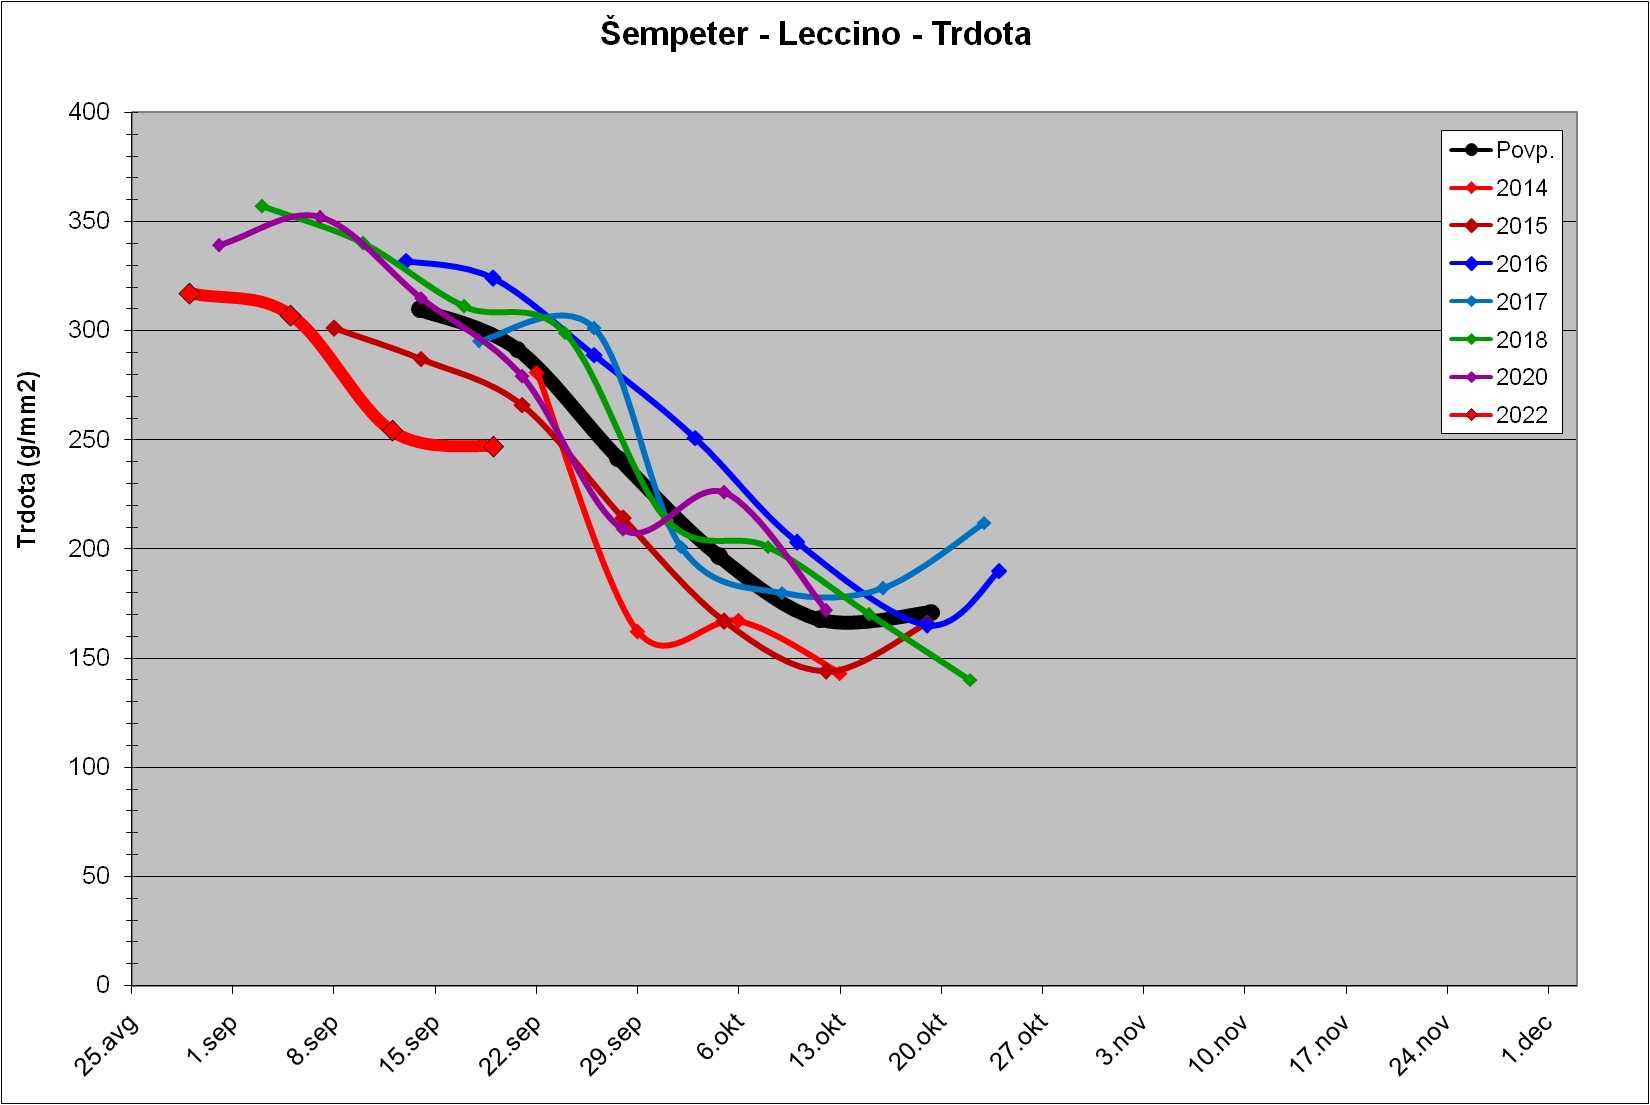 Šempeter - Leccino - Trdota
Trdota (g/mm2)
400
350
300
250
200
150
100
50
0
25.avg
1.sep
8.sep
15.sep
22.sep
29.sep
6.okt
13.okt
20.okt
27.okt
3.nov
10.nov
17.nov
24.nov
1.dec
Povp.
2014
2015
2016
2017
2018
2020
2022